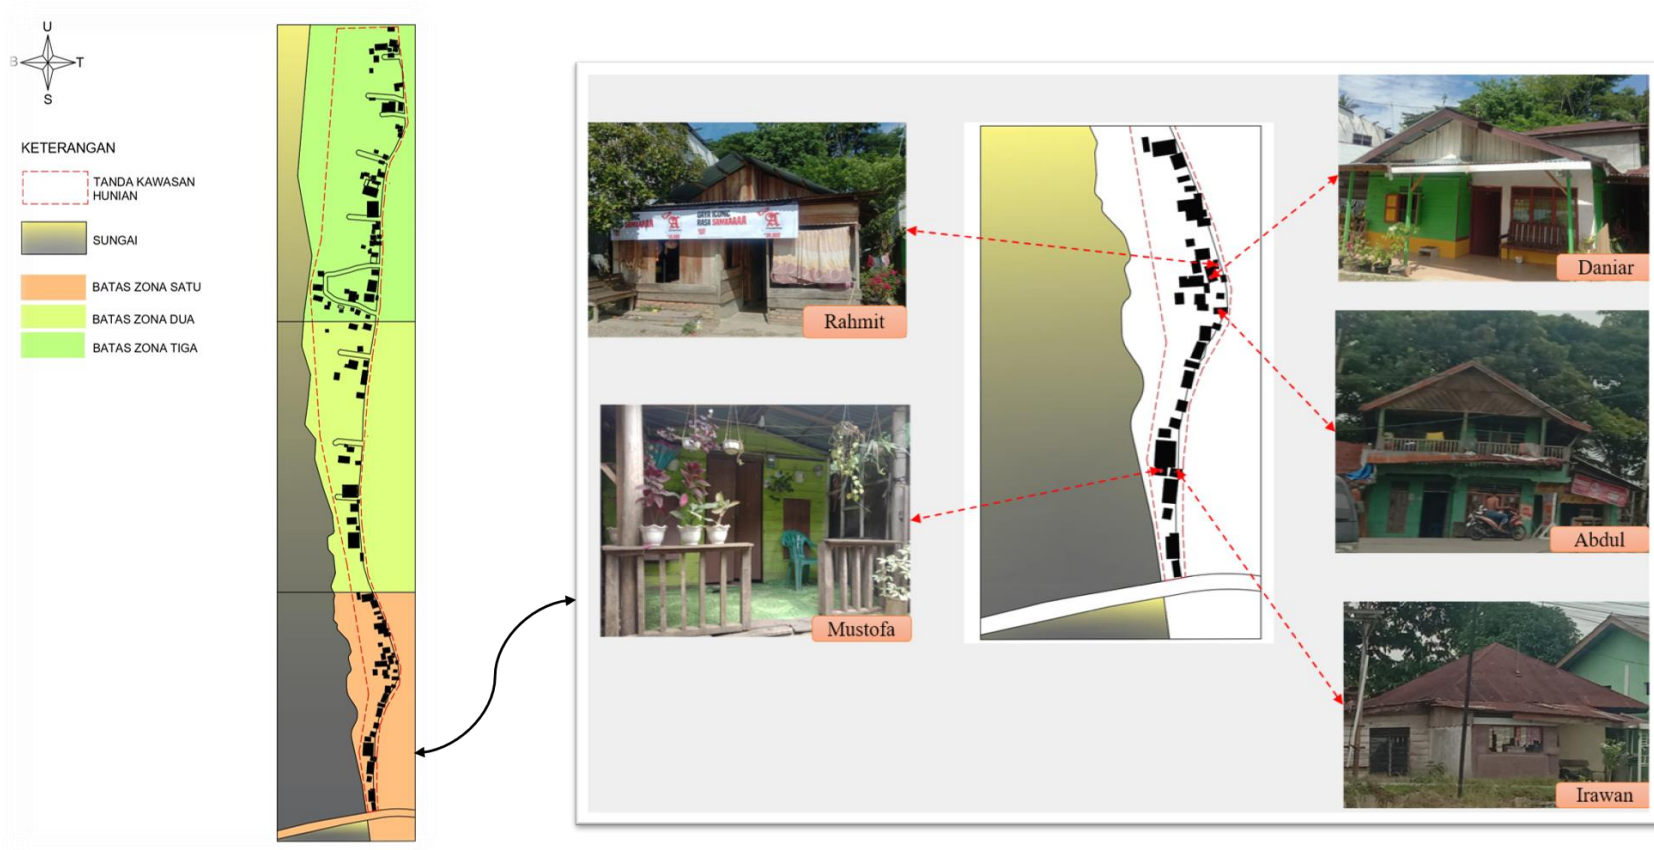 U
B
T
S
KETERANGAN
TANDA KAWASAN
HUNIAN
SUNGAI
BATAS ZONA SATU
BATAS ZONA DUA
BATAS ZONA TIGA
RASA
Rahmit
Daniar
Mustofa
Abdul
Irawan